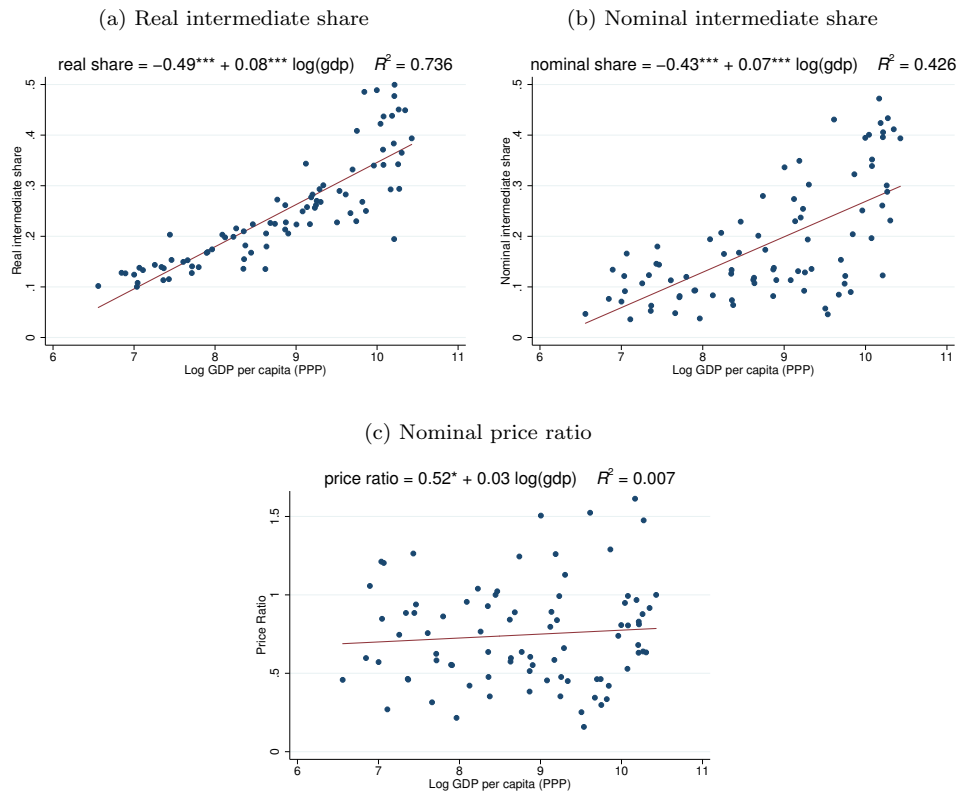 (a) Real intermediate share
real share = −0.49*** + 0.08*** log(gdp) R² = 0.736
Real intermediate share
.5
.4
.3
.2
.1
0
6 7 8 9 10 11
Log GDP per capita (PPP)
(b) Nominal intermediate share
nominal share = −0.43*** + 0.07*** log(gdp) R² = 0.426
Nominal intermediate share
.5
.4
.3
.2
.1
0
6 7 8 9 10 11
Log GDP per capita (PPP)
(c) Nominal price ratio
price ratio = 0.52* + 0.03 log(gdp) R² = 0.007
Price Ratio
1.5
1
.5
0
6 7 8 9 10 11
Log GDP per capita (PPP)